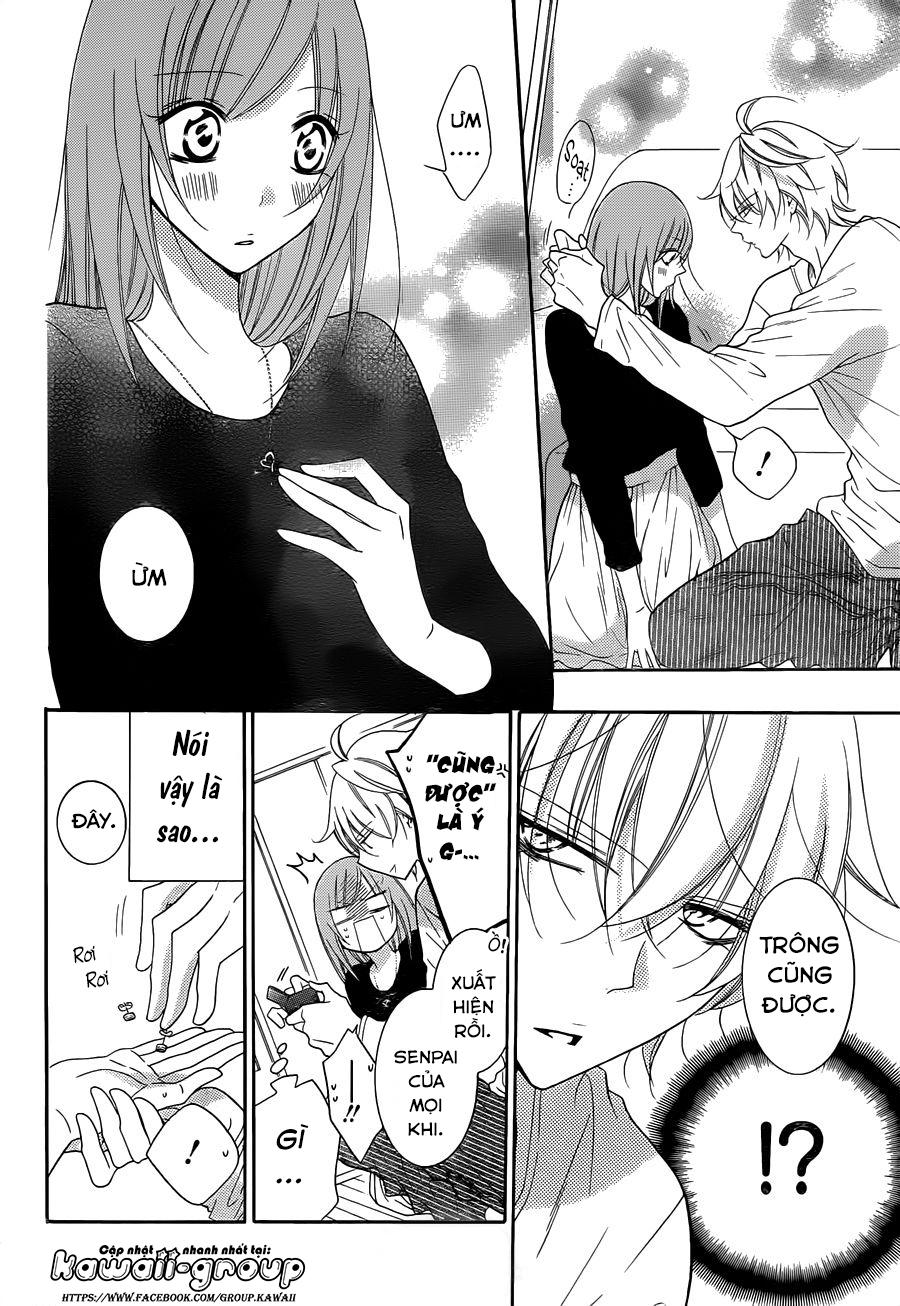 Soạt
...
!
ƯM
....
ỪM
TRÔNG
CŨNG
ĐƯỢC.
!?
"CŨNG
ĐƯỢC"
LÀ Ý
G-...
Ồ!
XUẤT
HIỆN
RỒI.
SENPAI
CỦA
MỌI
KHI.
...!!
GÌ
...
Nói
vậy là
sao...
ĐÂY.
Rơi
Rơi
!
Cập nhật nhanh nhất tại:
kawaii-group
HTTPS://WWW.FACEBOOK.COM/GROUP.KAWAII